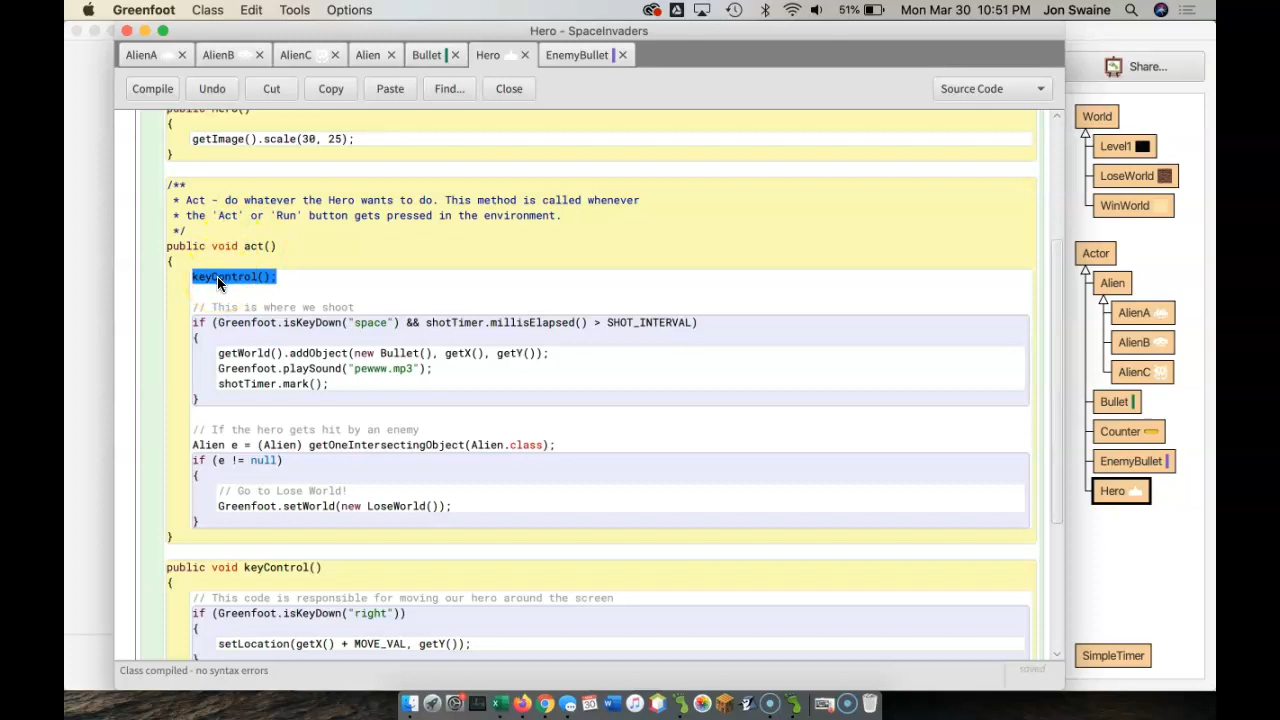 Greenfoot Class Edit Tools Options 51% Mon Mar 30 10:51 PM Jon Swaine
Hero - SpaceInvaders
AlienA AlienB AlienC Alien Bullet Hero EnemyBullet
Compile Undo Cut Copy Paste Find... Close Source Code
Share...
public Hero()
{
getImage().scale(30, 25);
}
/**
* Act - do whatever the Hero wants to do. This method is called whenever
* the 'Act' or 'Run' button gets pressed in the environment.
*/
public void act()
{
keyControl();
// This is where we shoot
if (Greenfoot.isKeyDown("space") && shotTimer.millisElapsed() > SHOT_INTERVAL)
{
getWorld().addObject(new Bullet(), getX(), getY());
Greenfoot.playSound("pewww.mp3");
shotTimer.mark();
}
// If the hero gets hit by an enemy
Alien e = (Alien) getOneIntersectingObject(Alien.class);
if (e != null)
{
// Go to Lose World!
Greenfoot.setWorld(new LoseWorld());
}
}
public void keyControl()
{
// This code is responsible for moving our hero around the screen
if (Greenfoot.isKeyDown("right"))
{
setLocation(getX() + MOVE_VAL, getY());
}
Class compiled - no syntax errors
saved
World
Level1
LoseWorld
WinWorld
Actor
Alien
AlienA
AlienB
AlienC
Bullet
Counter
EnemyBullet
Hero
SimpleTimer